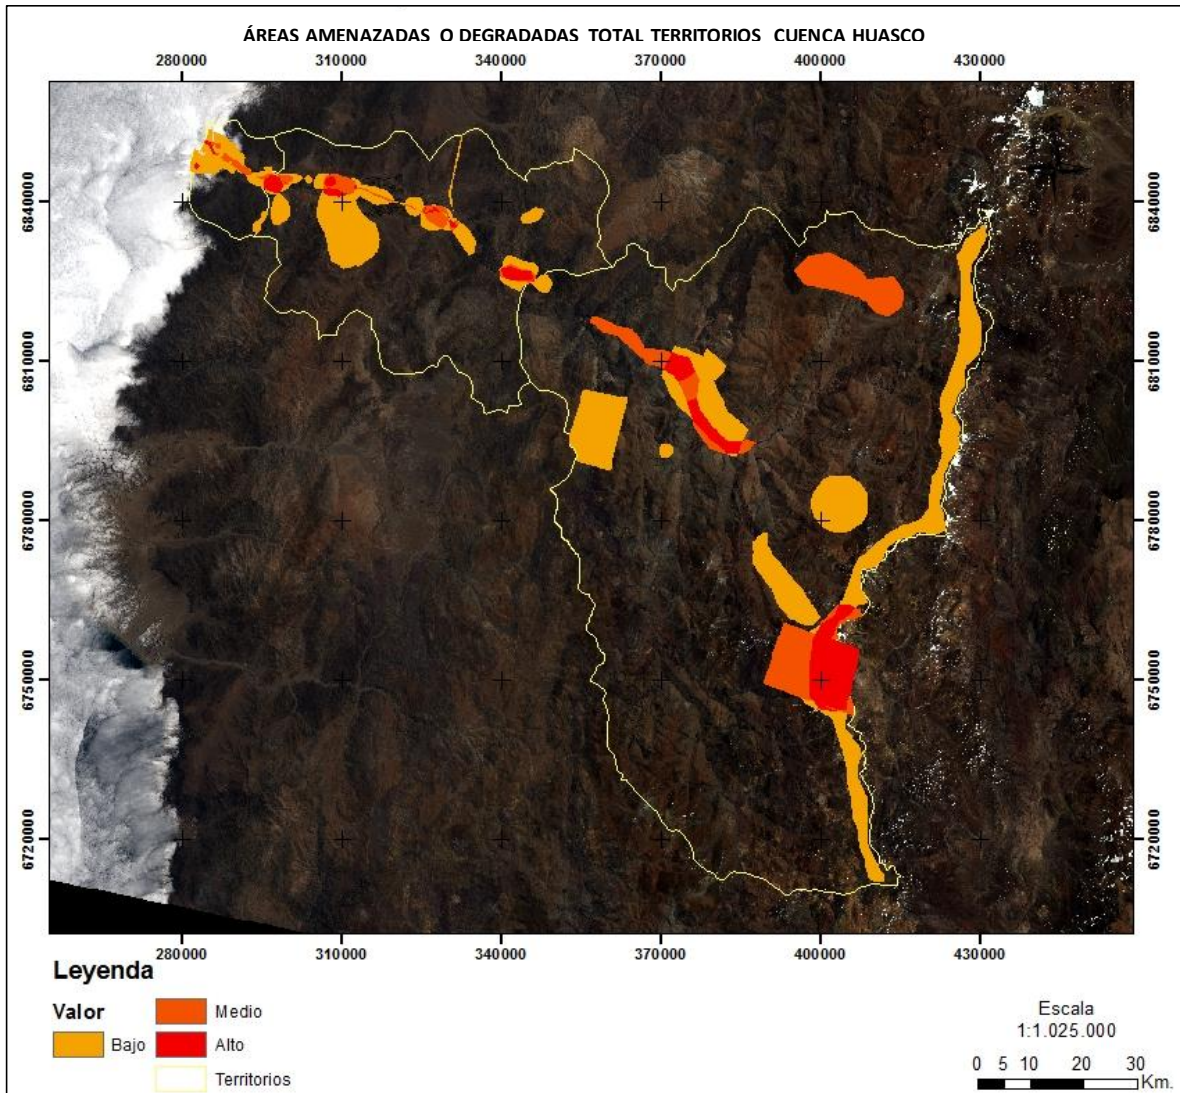 ÁREAS AMENAZADAS O DEGRADADAS TOTAL TERRITORIOS CUENCA HUASCO
280000 310000 340000 370000 400000 430000
6840000 6840000
6810000 6810000
6780000 6780000
6750000 6750000
6720000 6720000
280000 310000 340000 370000 400000 430000
Leyenda
Valor
Bajo
Medio
Alto
Territorios
Escala
1:1.025.000
0 5 10 20 30
Km.